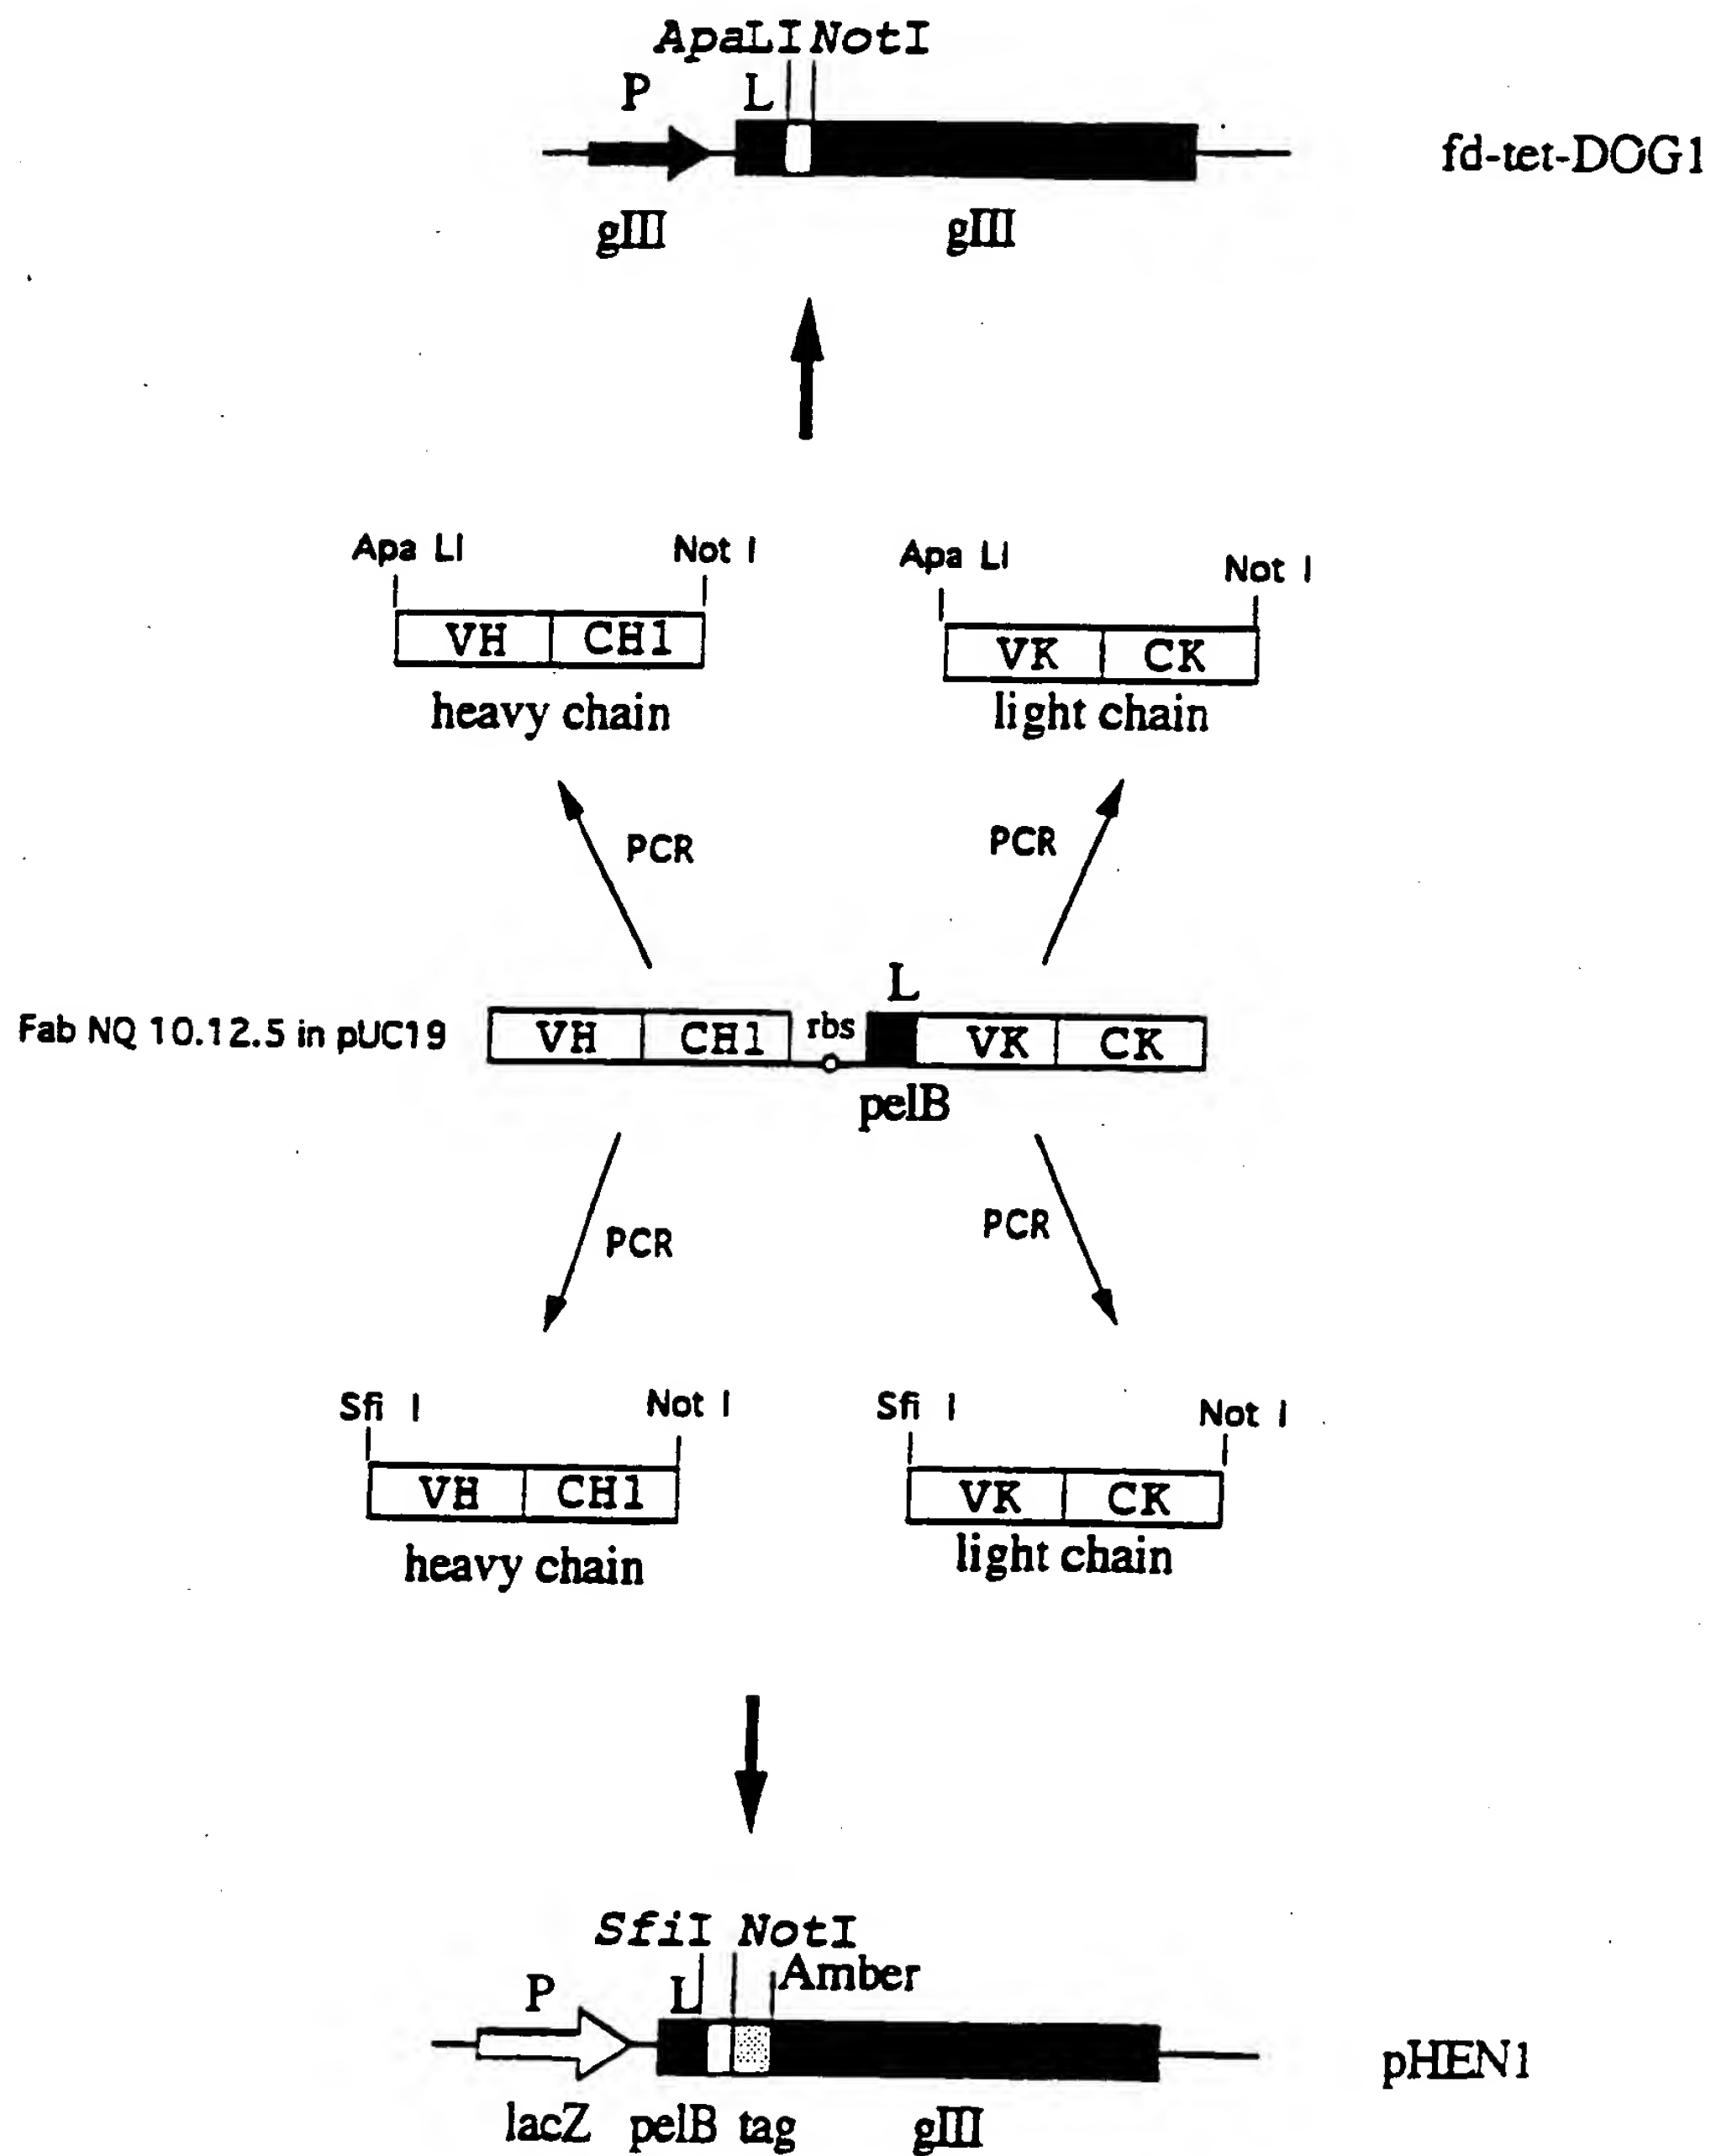 ApaLI NotI
P L
fd-tet-DOG1
gIII gIII
Apa LI Not I Apa LI Not I
VH CH1 VK CK
heavy chain light chain
PCR PCR
L
Fab NQ 10.12.5 in pUC19 VH CH1 rbs VK CK
pelB
PCR PCR
Sfi I Not I Sfi I Not I
VH CH1 VK CK
heavy chain light chain
SfiI NotI
P L Amber
pHEN1
lacZ pelB tag gIII